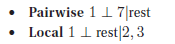 • Pairwise 1 ⊥ 7|rest
• Local 1 ⊥ rest|2, 3